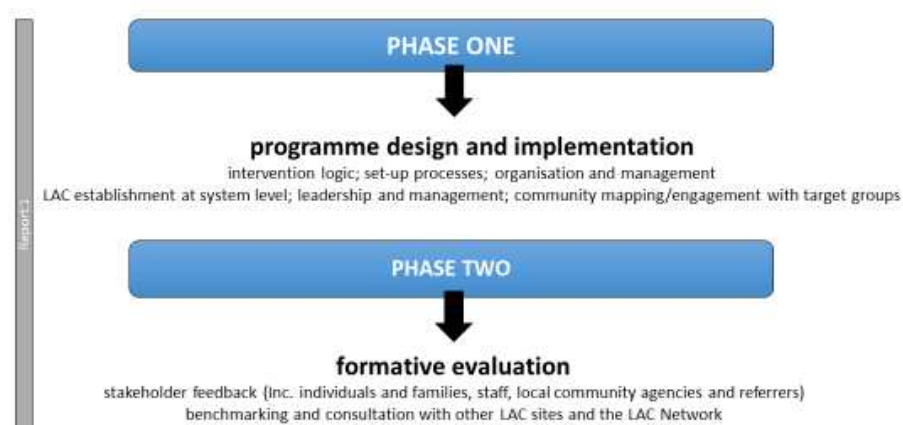 PHASE ONE
programme design and implementation
intervention logic; set-up processes; organisation and management
LAC establishment at system level; leadership and management; community mapping/engagement with target groups
Report 1
PHASE TWO
formative evaluation
stakeholder feedback (Inc. individuals and families, staff, local community agencies and referrers)
benchmarking and consultation with other LAC sites and the LAC Network